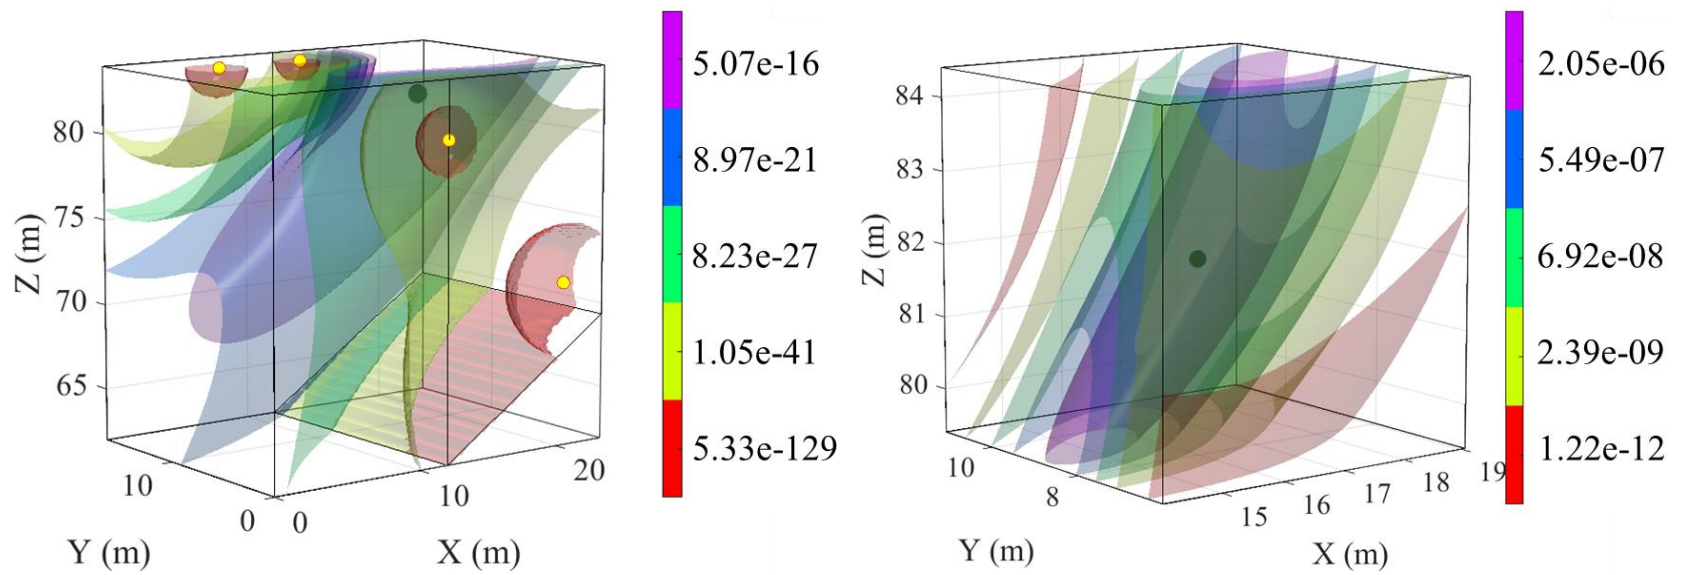 80
75
70
65
Z (m)
10
0
Y (m)
0
10
20
X (m)
5.07e-16
8.97e-21
8.23e-27
1.05e-41
5.33e-129
84
83
82
81
80
Z (m)
10
8
Y (m)
15
16
17
18
19
X (m)
2.05e-06
5.49e-07
6.92e-08
2.39e-09
1.22e-12